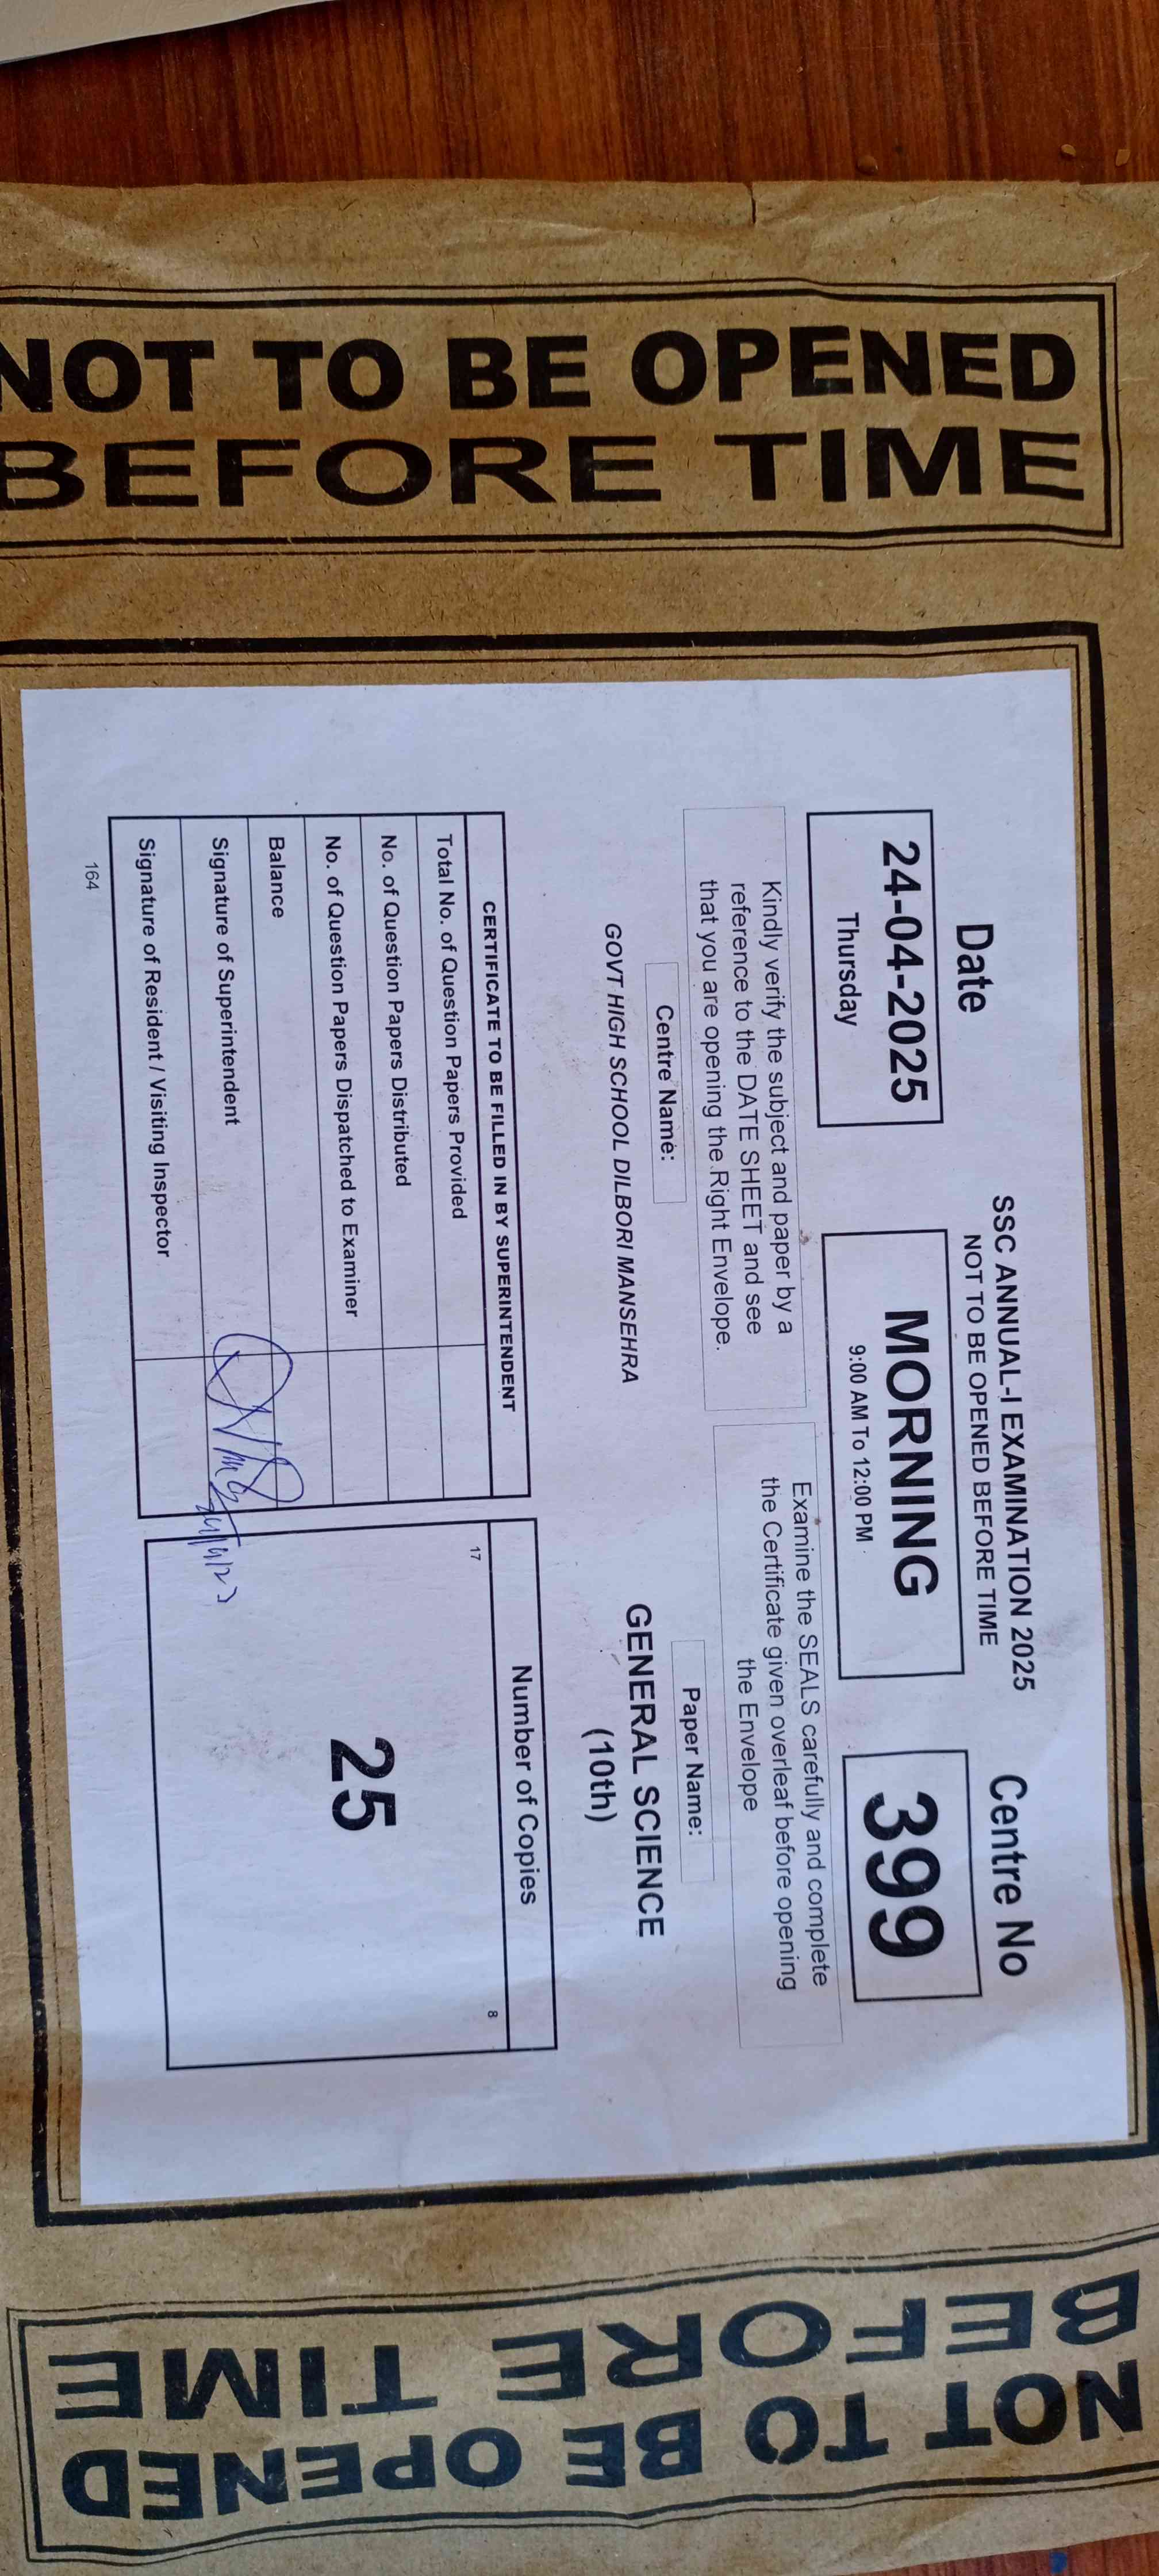 NOT TO BE OPENED
BEFORE TIME
SSC ANNUAL-I EXAMINATION 2025
NOT TO BE OPENED BEFORE TIME
Date
24-04-2025
Thursday
MORNING
9:00 AM To 12:00 PM
Centre No
399
Kindly verify the subject and paper by a
reference to the DATE SHEET and see
that you are opening the Right Envelope.
Examine the SEALS carefully and complete
the Certificate given overleaf before opening
the Envelope
Centre Name:
GOVT HIGH SCHOOL DILBORI MANSEHRA
Paper Name:
GENERAL SCIENCE
(10th)
CERTIFICATE TO BE FILLED IN BY SUPERINTENDENT
Total No. of Question Papers Provided
No. of Question Papers Distributed
No. of Question Papers Dispatched to Examiner
Balance
Signature of Superintendent
Signature of Resident / Visiting Inspector
164
Number of Copies
17
8
25
NOT TO BE OPENED
BEFORE TIME